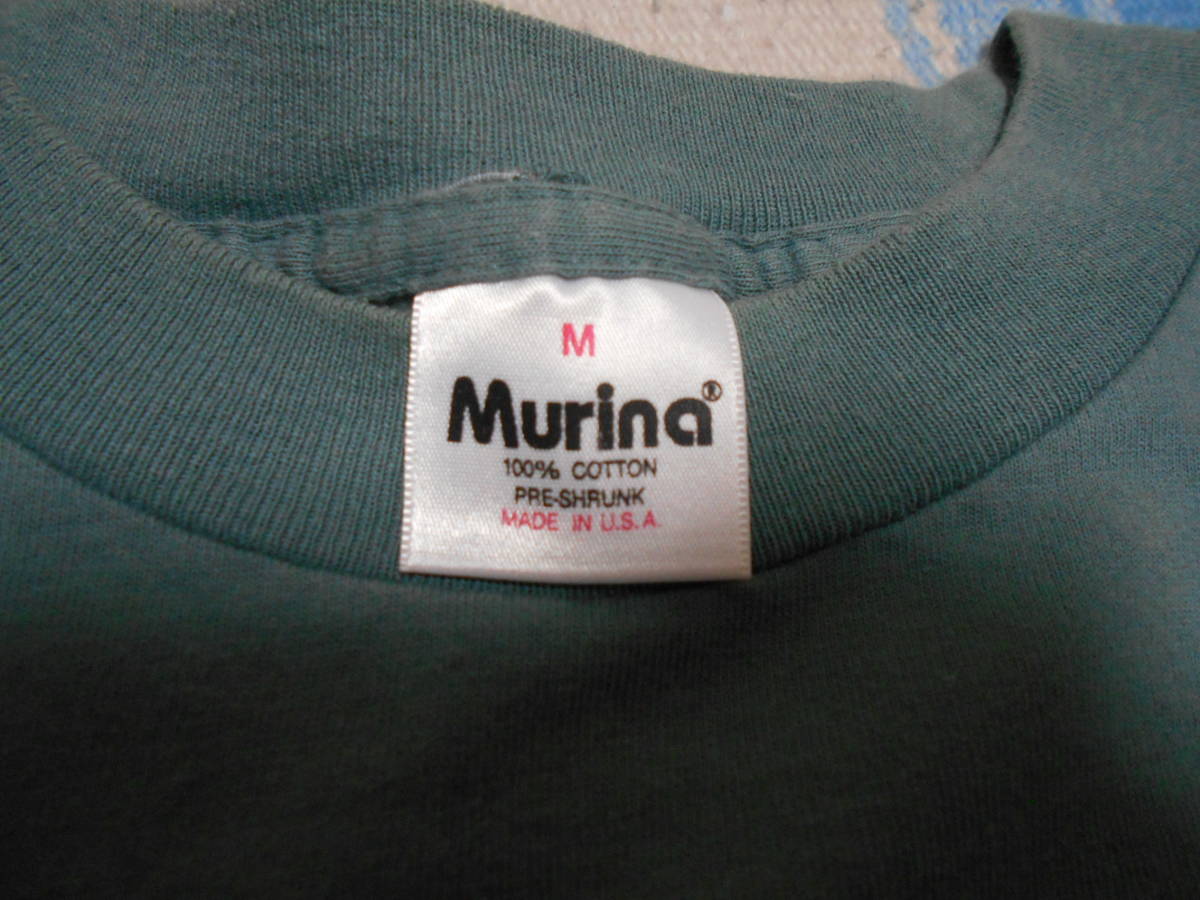 M
Murina®
100% COTTON
PRE-SHRUNK
MADE IN U.S.A.